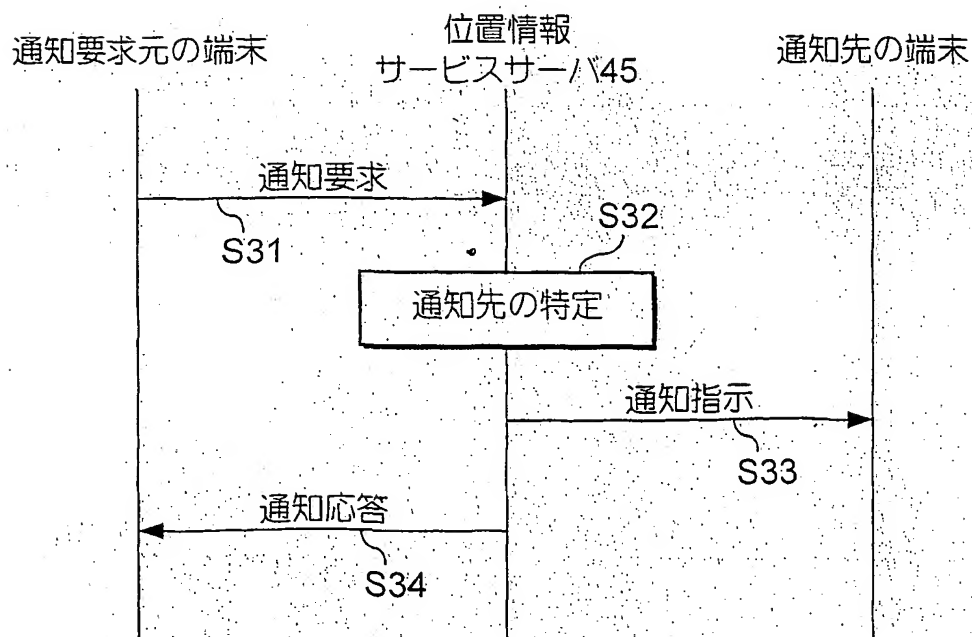 通知要求元の端末
位置情報
サービスサーバ45
通知先の端末
通知要求
S31
S32
通知先の特定
通知指示
S33
通知応答
S34